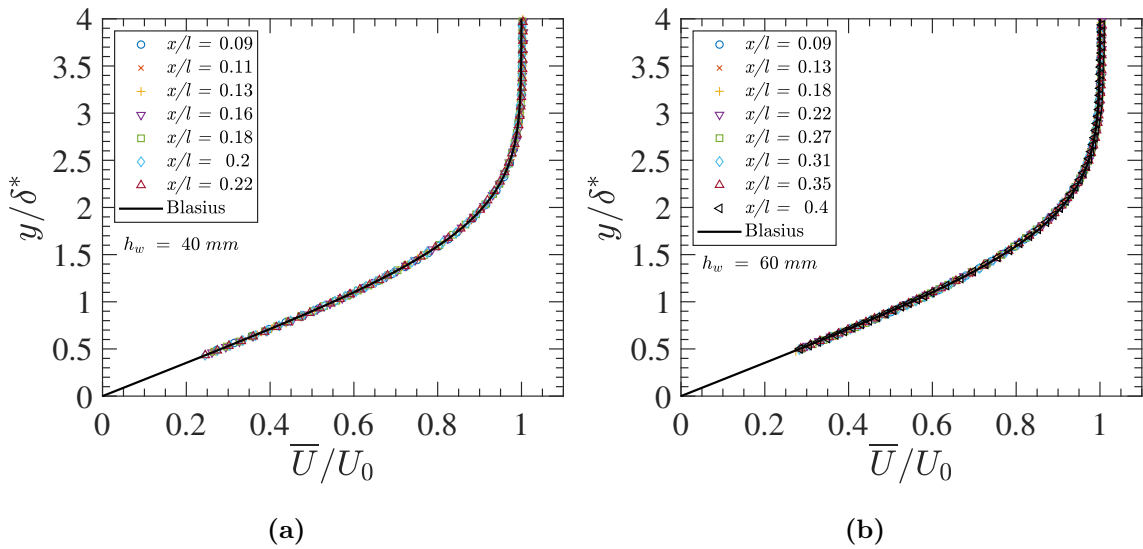 4
3.5
3
2.5
2
1.5
1
0.5
0
y/δ*
x/l = 0.09
x/l = 0.11
x/l = 0.13
x/l = 0.16
x/l = 0.18
x/l = 0.2
x/l = 0.22
Blasius
h_w = 40 mm
0 0.2 0.4 0.6 0.8 1
U̅/U₀
(a)
4
3.5
3
2.5
2
1.5
1
0.5
0
y/δ*
x/l = 0.09
x/l = 0.13
x/l = 0.18
x/l = 0.22
x/l = 0.27
x/l = 0.31
x/l = 0.35
x/l = 0.4
Blasius
h_w = 60 mm
0 0.2 0.4 0.6 0.8 1
U̅/U₀
(b)